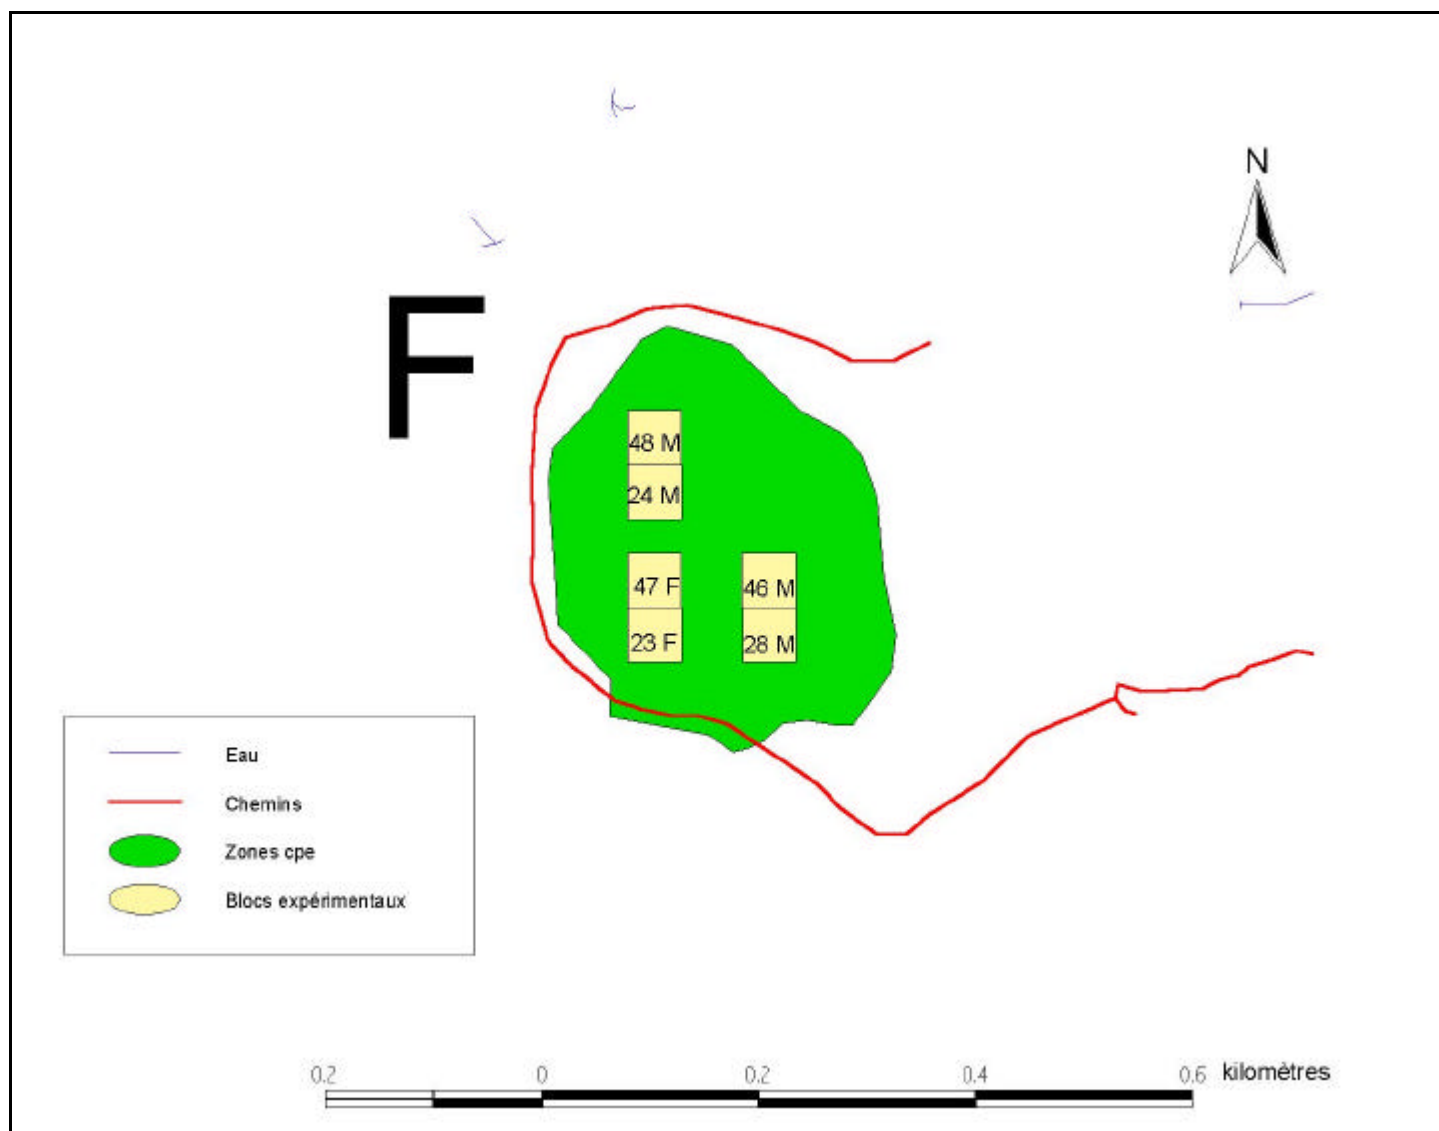 N
F
48 M
24 M
47 F
46 M
23 F
28 M
Eau
Chemins
Zones cpe
Blocs expérimentaux
0.2 0 0.2 0.4 0.6 kilomètres